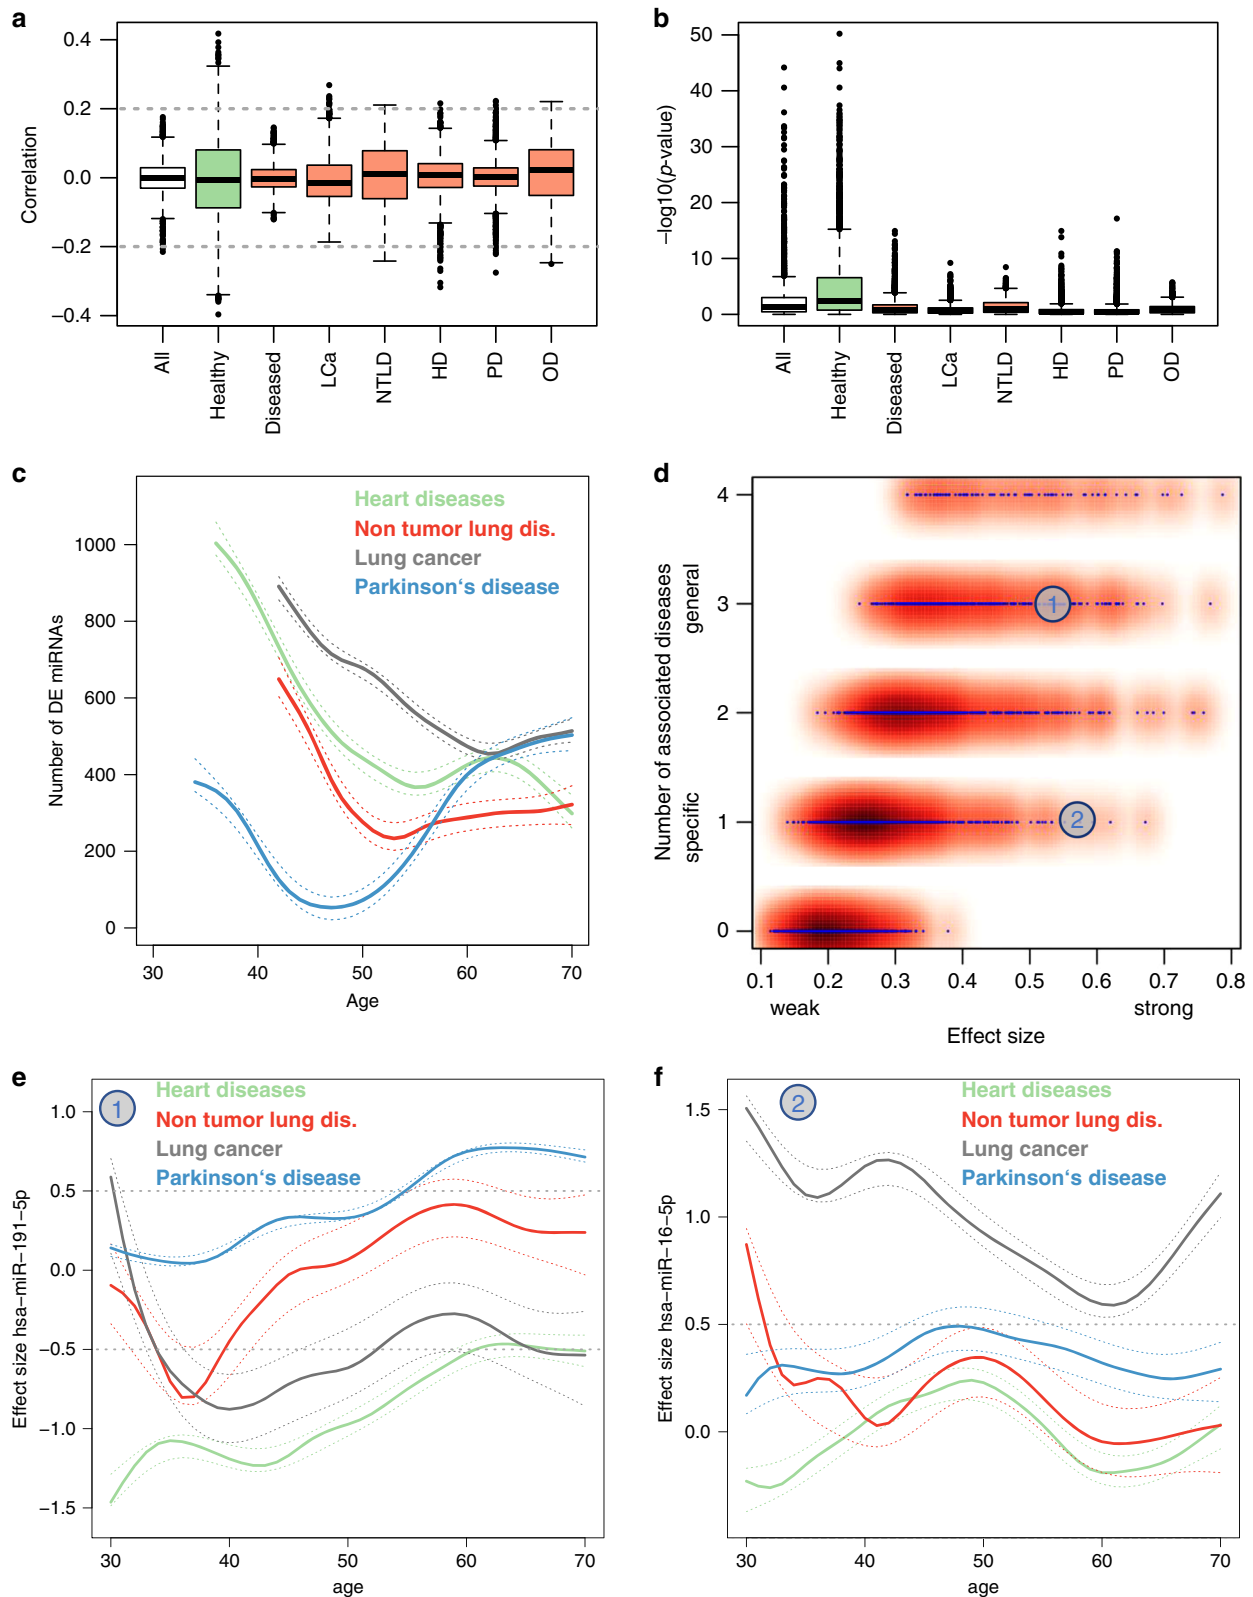 a
Correlation
0.4
0.2
0.0
−0.2
−0.4
All
Healthy
Diseased
LCa
NTLD
HD
PD
OD
b
−log10(p-value)
50
40
30
20
10
0
All
Healthy
Diseased
LCa
NTLD
HD
PD
OD
c
Heart diseases
Non tumor lung dis.
Lung cancer
Parkinson‘s disease
Number of DE miRNAs
1000
800
600
400
200
0
30 40 50 60 70
Age
d
Number of associated diseases
specific general
4
3
2
1
0
1
2
0.1 0.2 0.3 0.4 0.5 0.6 0.7 0.8
weak strong
Effect size
e
1
Heart diseases
Non tumor lung dis.
Lung cancer
Parkinson‘s disease
Effect size hsa−miR−191−5p
1.0
0.5
0.0
−0.5
−1.0
−1.5
30 40 50 60 70
age
f
2
Heart diseases
Non tumor lung dis.
Lung cancer
Parkinson‘s disease
Effect size hsa−miR−16−5p
1.5
1.0
0.5
0.0
30 40 50 60 70
age